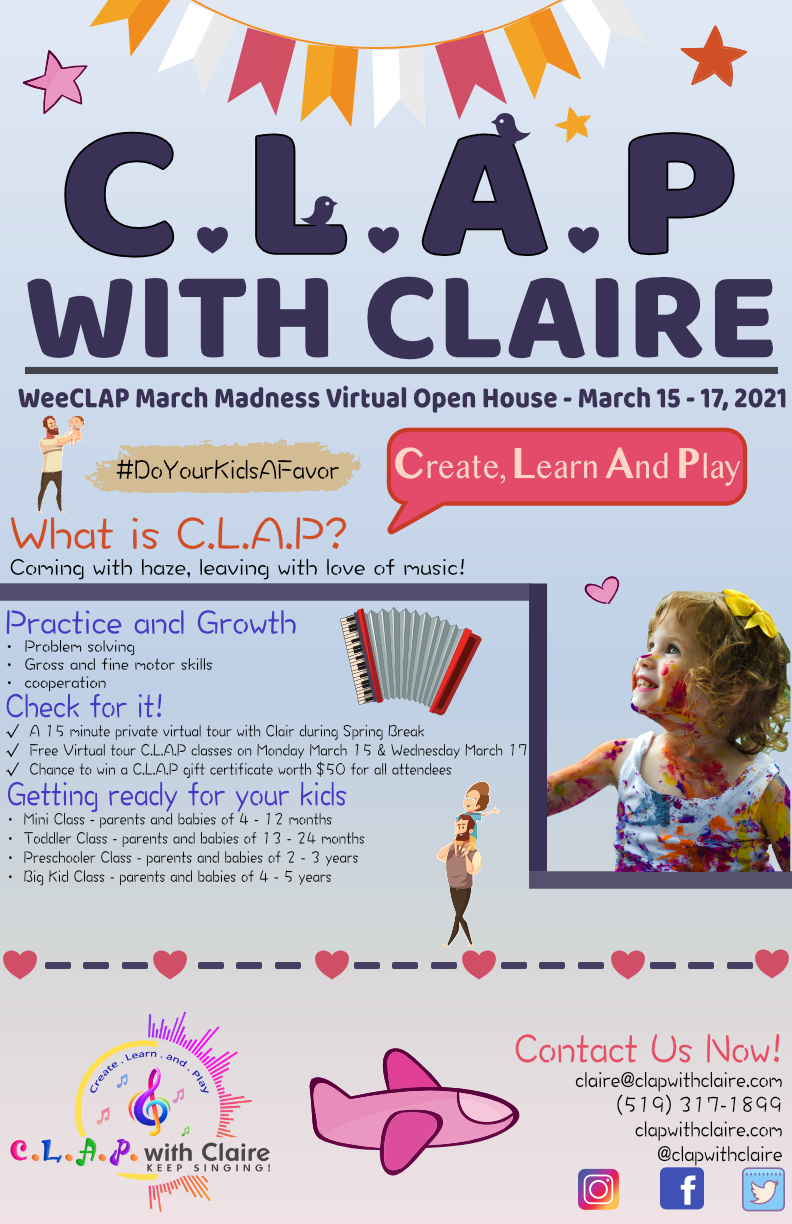 C.L.A.P
WITH CLAIRE
WeeCLAP March Madness Virtual Open House - March 15 - 17, 2021
#DoYourKidsAFavor
Create, Learn And Play
What is C.L.A.P?
Coming with haze, leaving with love of music!
Practice and Growth
• Problem solving
• Gross and fine motor skills
• cooperation
Check for it!
✓ A 15 minute private virtual tour with Clair during Spring Break
✓ Free Virtual tour C.L.A.P classes on Monday March 15 & Wednesday March 17
✓ Chance to win a C.L.A.P gift certificate worth $50 for all attendees
Getting ready for your kids
• Mini Class - parents and babies of 4 - 12 months
• Toddler Class - parents and babies of 13 - 24 months
• Preschooler Class - parents and babies of 2 - 3 years
• Big Kid Class - parents and babies of 4 - 5 years
Create . Learn . and . Play
C.L.A.P. with Claire
KEEP SINGING!
Contact Us Now!
claire@clapwithclaire.com
(519) 317-1899
clapwithclaire.com
@clapwithclaire